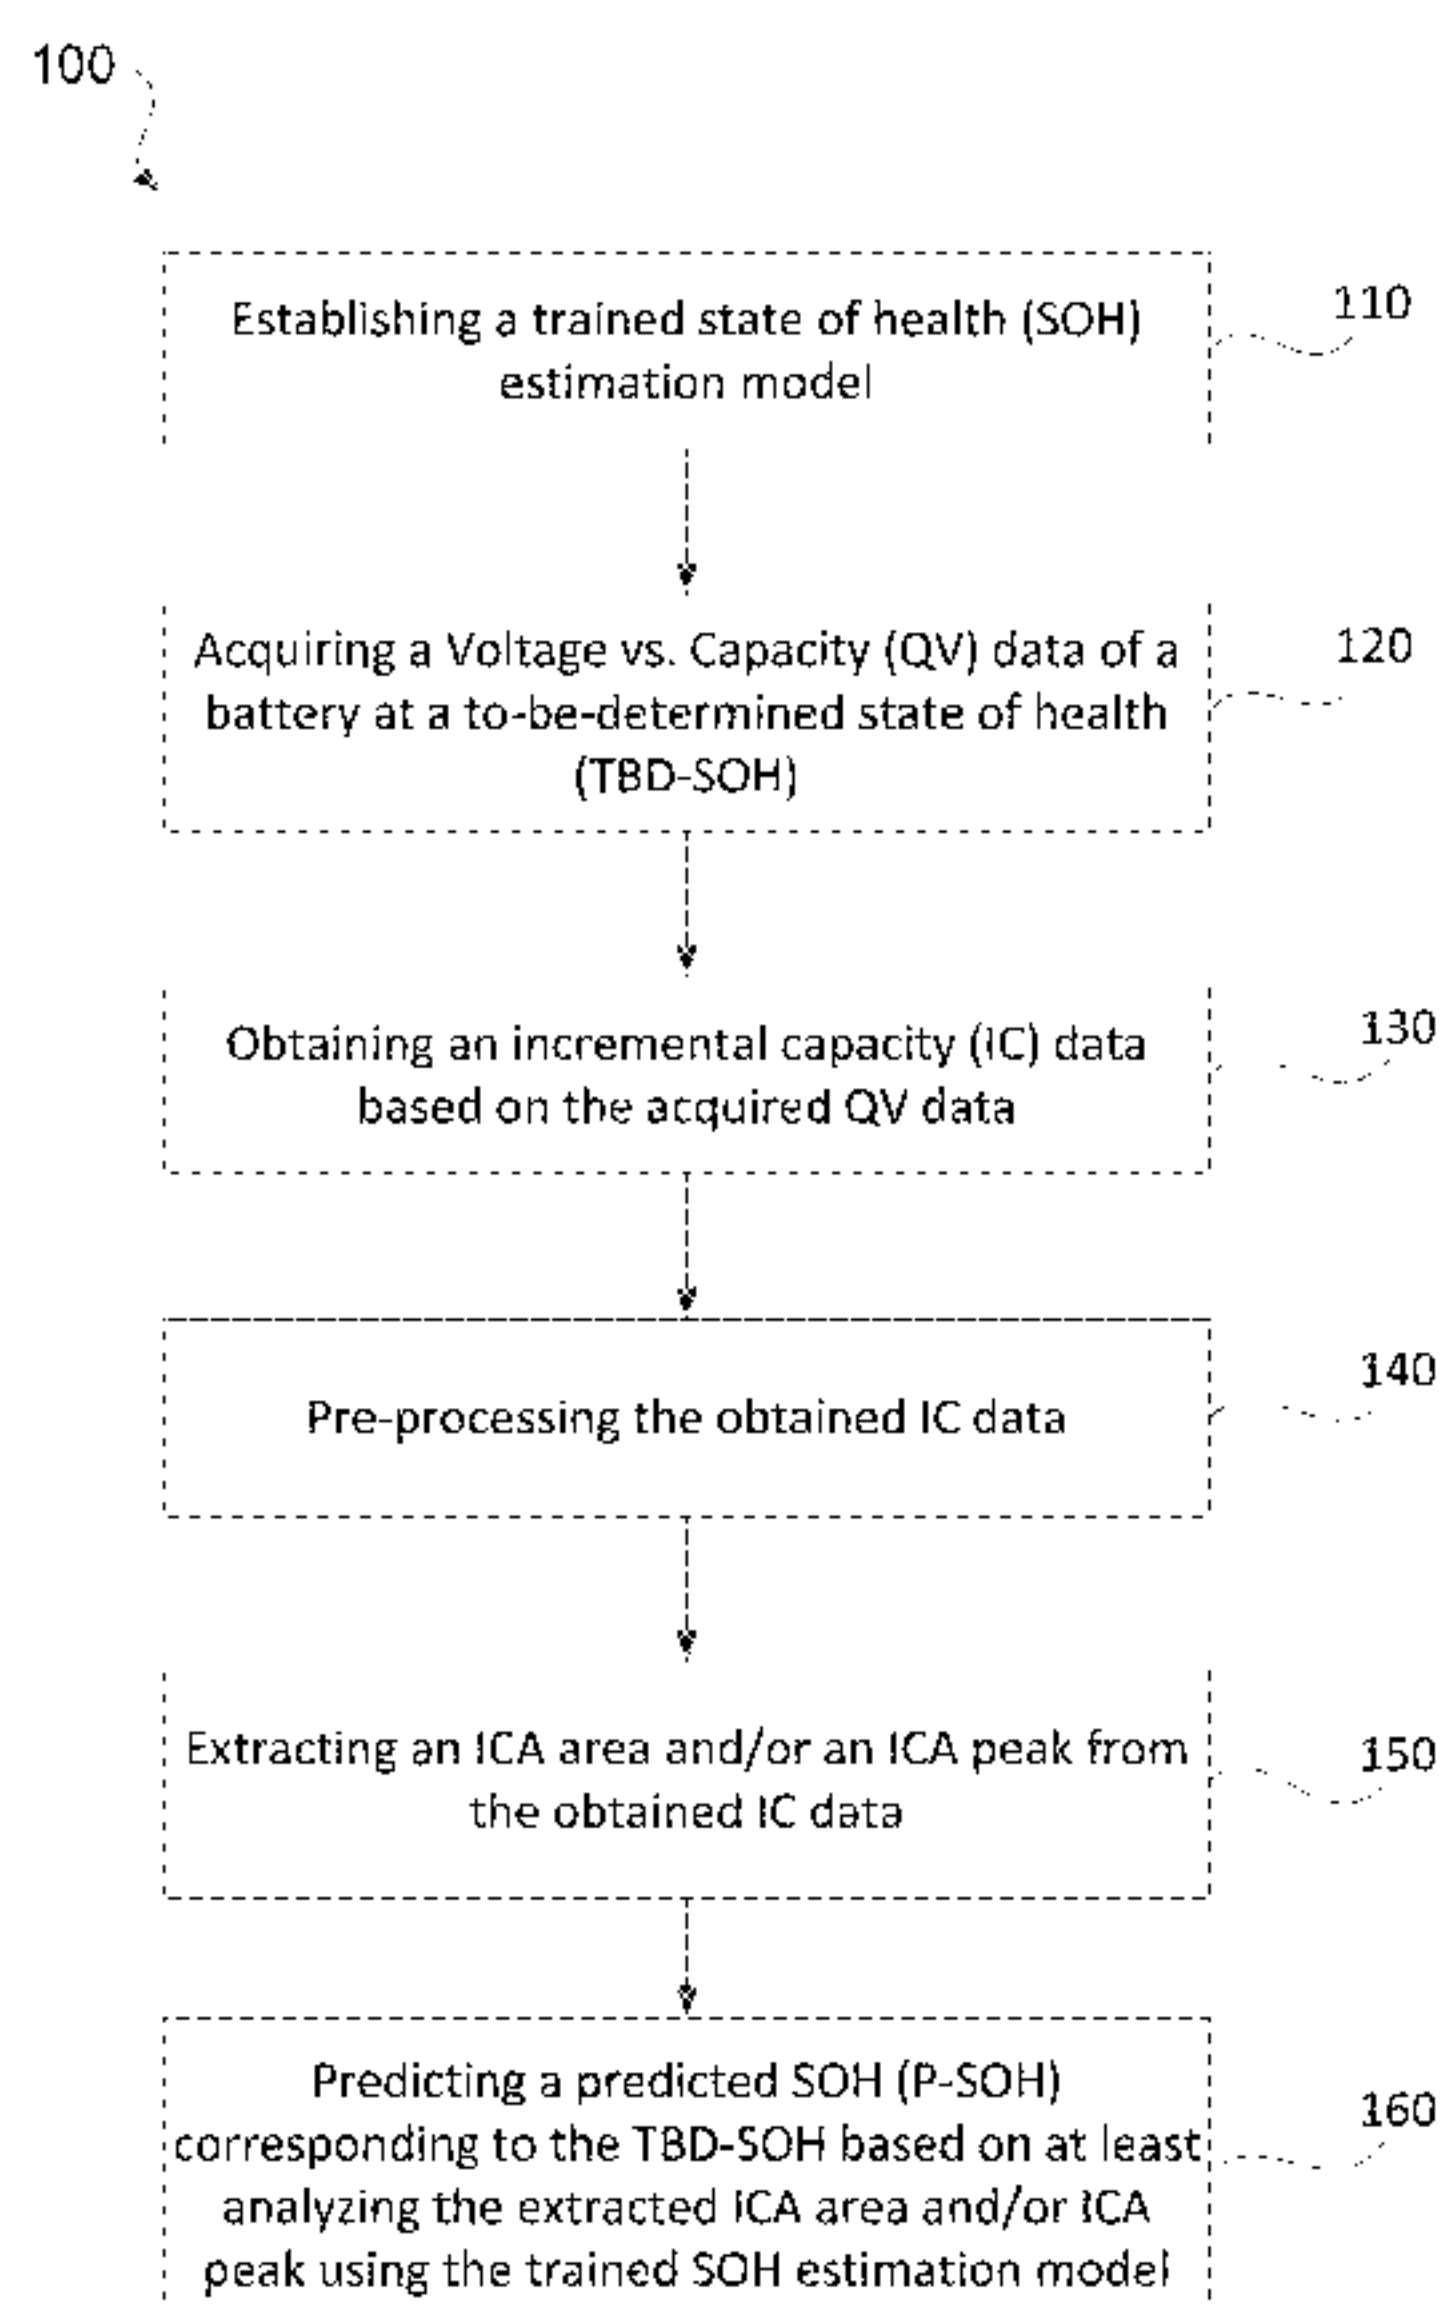 100
Establishing a trained state of health (SOH)
estimation model
110
Acquiring a Voltage vs. Capacity (QV) data of a
battery at a to-be-determined state of health
(TBD-SOH)
120
Obtaining an incremental capacity (IC) data
based on the acquired QV data
130
Pre-processing the obtained IC data
140
Extracting an ICA area and/or an ICA peak from
the obtained IC data
150
Predicting a predicted SOH (P-SOH)
corresponding to the TBD-SOH based on at least
analyzing the extracted ICA area and/or ICA
peak using the trained SOH estimation model
160